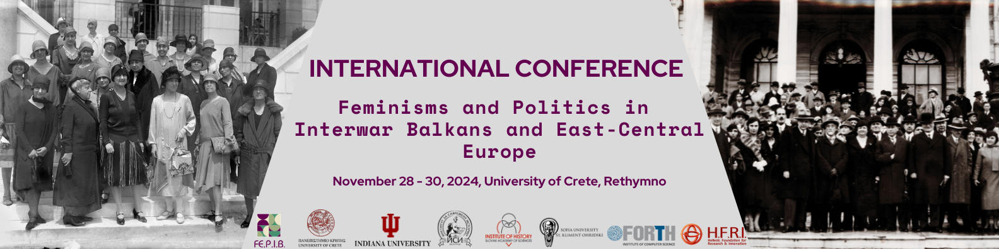 INTERNATIONAL CONFERENCE
Feminisms and Politics in
Interwar Balkans and East-Central
Europe
November 28 - 30, 2024, University of Crete, Rethymno
FE.P.I.B.
ΠΑΝΕΠΙΣΤΗΜΙΟ ΚΡΗΤΗΣ
UNIVERSITY OF CRETE
INDIANA UNIVERSITY
ИСИ
INSTITUTE OF HISTORY
SLOVAK ACADEMY OF SCIENCES
SOFIA UNIVERSITY
ST. KLIMENT OHRIDSKI
FORTH
INSTITUTE OF COMPUTER SCIENCE
H.F.R.I.
Hellenic Foundation for
Research & Innovation